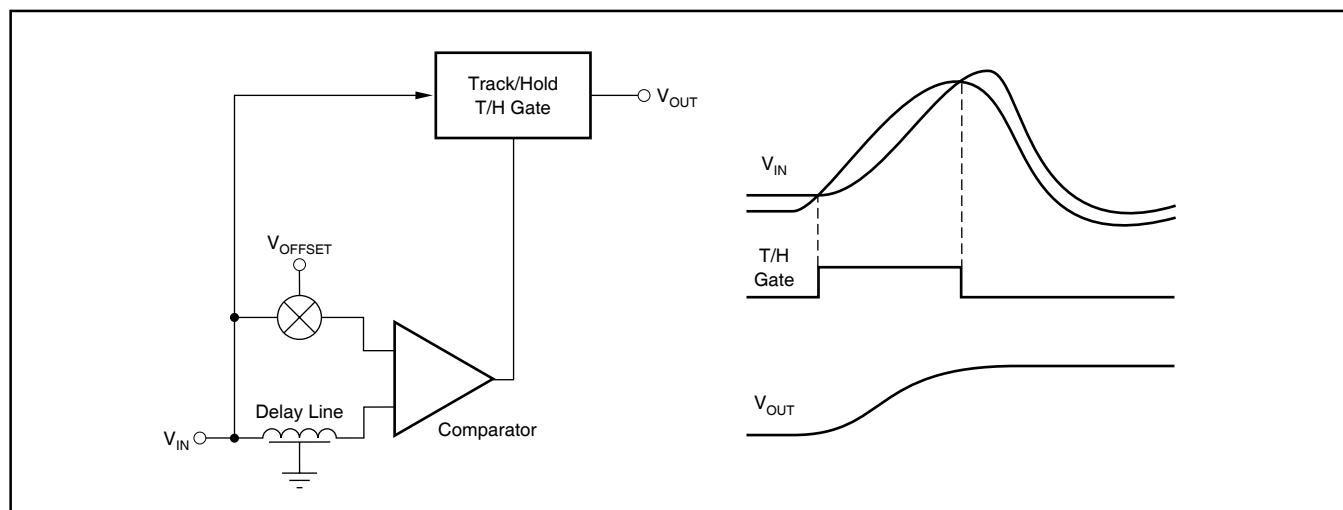 Track/Hold
T/H Gate
V_OUT
V_OFFSET
Delay Line
V_IN
Comparator
V_IN
T/H
Gate
V_OUT